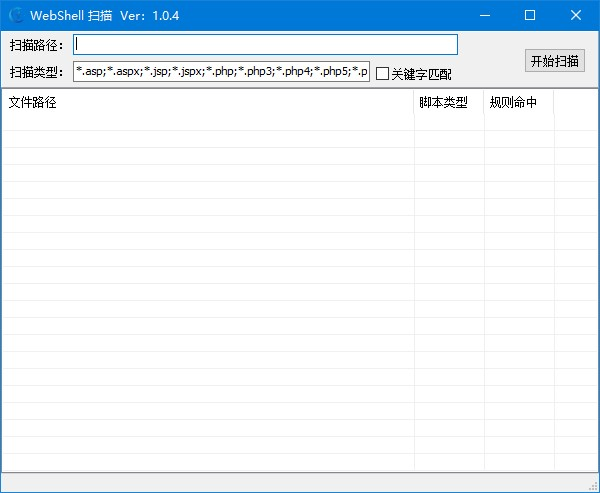 WebShell 扫描 Ver: 1.0.4
扫描路径：
开始扫描
扫描类型： *.asp;*.aspx;*.jsp;*.jspx;*.php;*.php3;*.php4;*.php5;*.p 关键字匹配
文件路径 脚本类型 规则命中